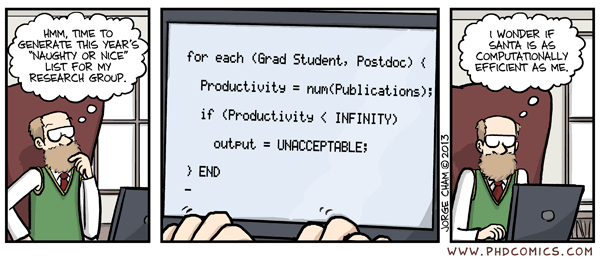 HMM, TIME TO
GENERATE THIS YEAR'S
"NAUGHTY OR NICE"
LIST FOR MY
RESEARCH GROUP.
for each (Grad Student, Postdoc) {
Productivity = num(Publications);
if (Productivity < INFINITY)
output = UNACCEPTABLE;
} END
_
I WONDER IF
SANTA IS AS
COMPUTATIONALLY
EFFICIENT AS ME.
JORGE CHAM © 2013
WWW.PHDCOMICS.COM